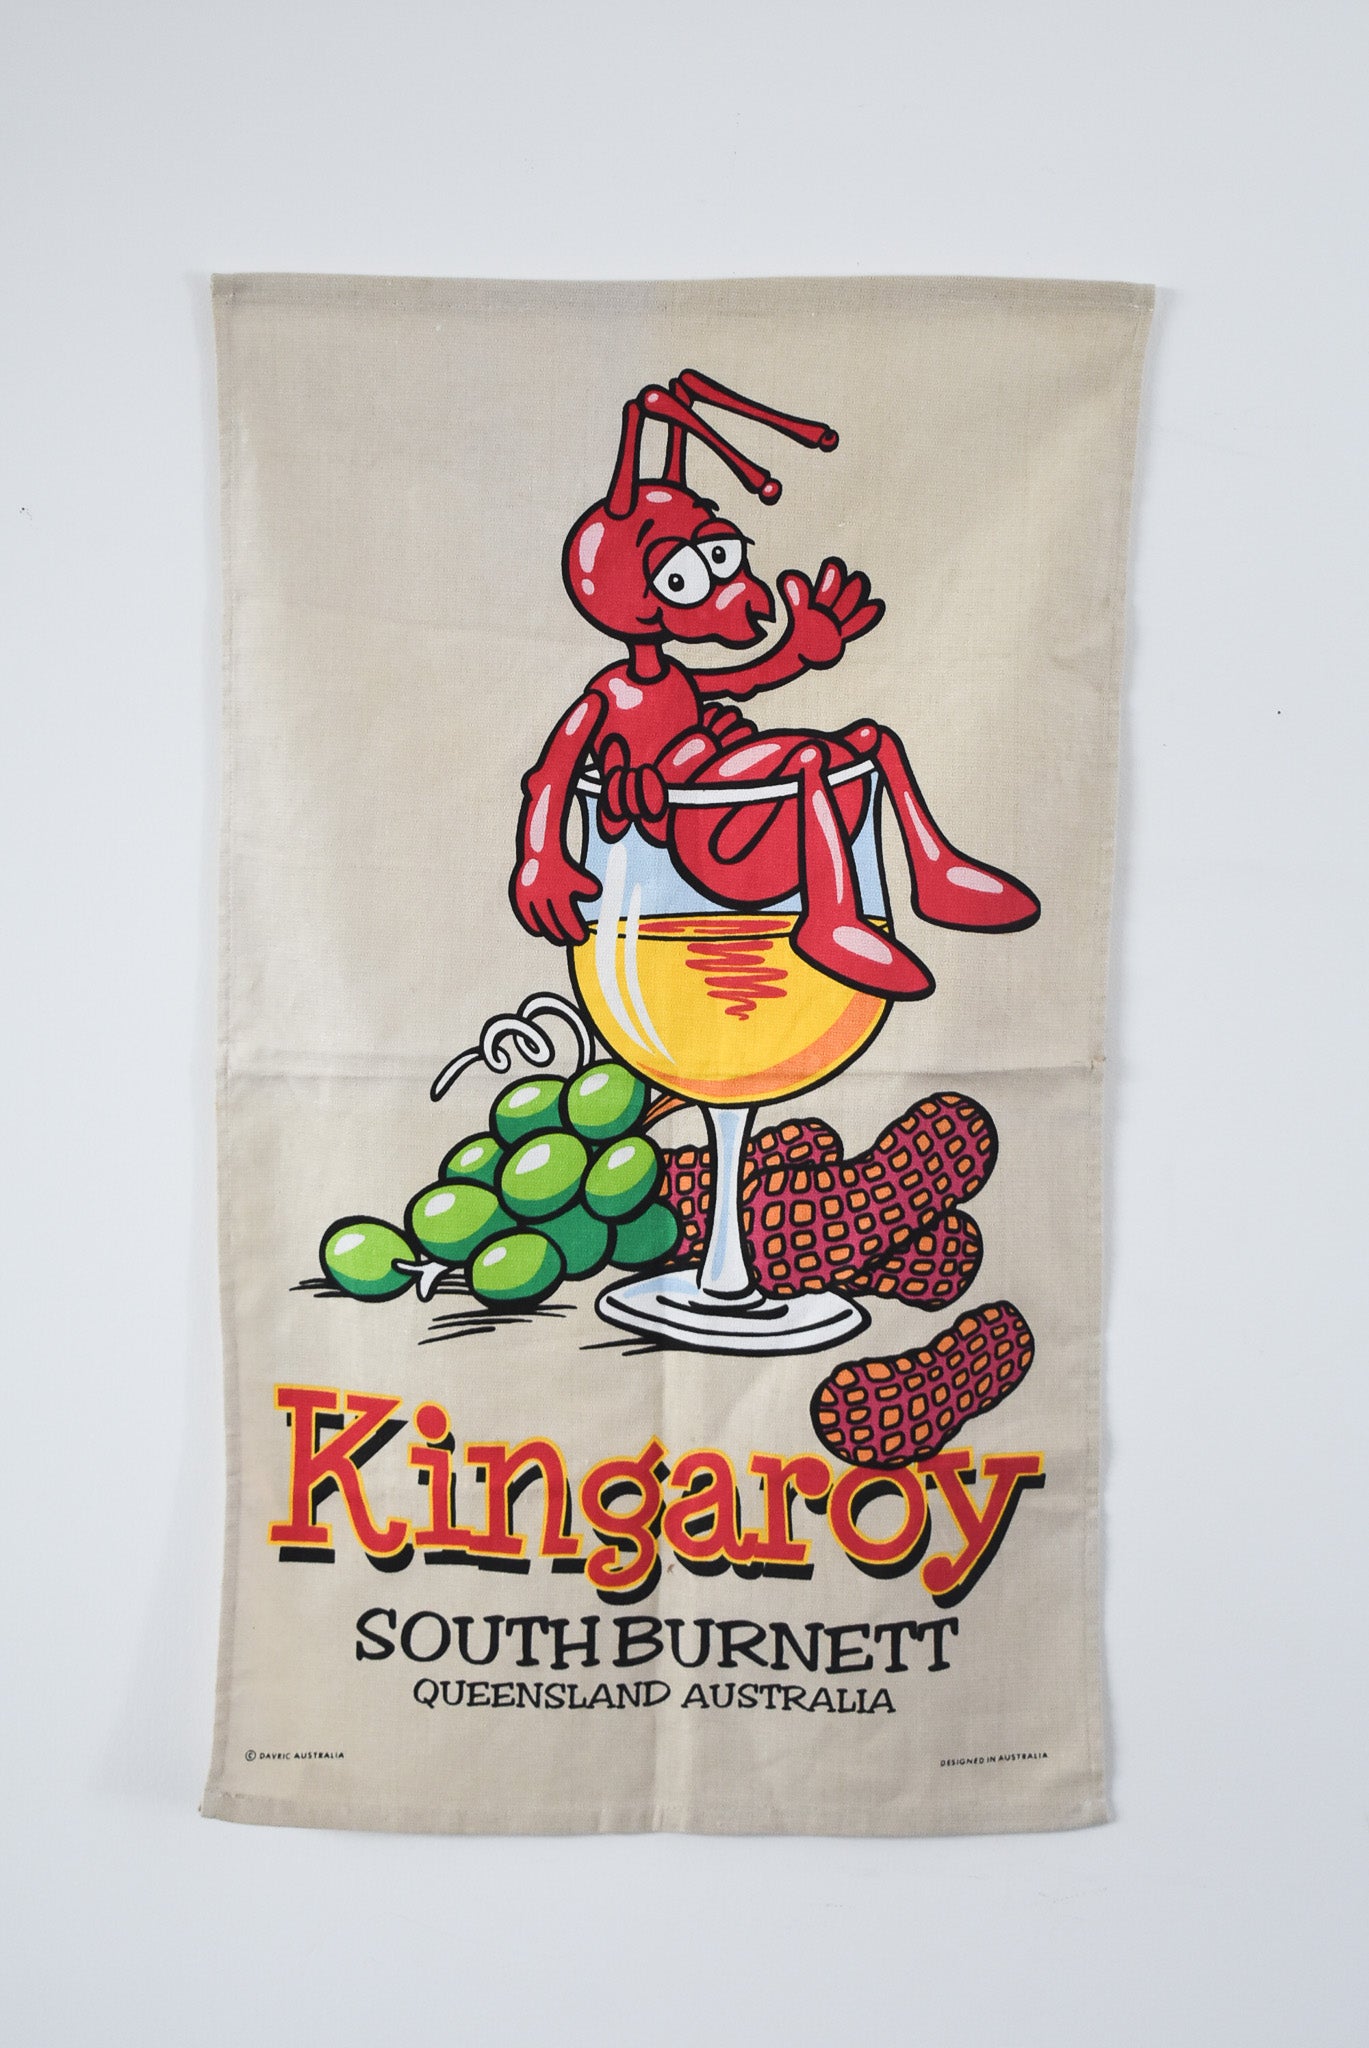 Kingaroy
SOUTH BURNETT
QUEENSLAND AUSTRALIA
© DAVRIC AUSTRALIA
DESIGNED IN AUSTRALIA